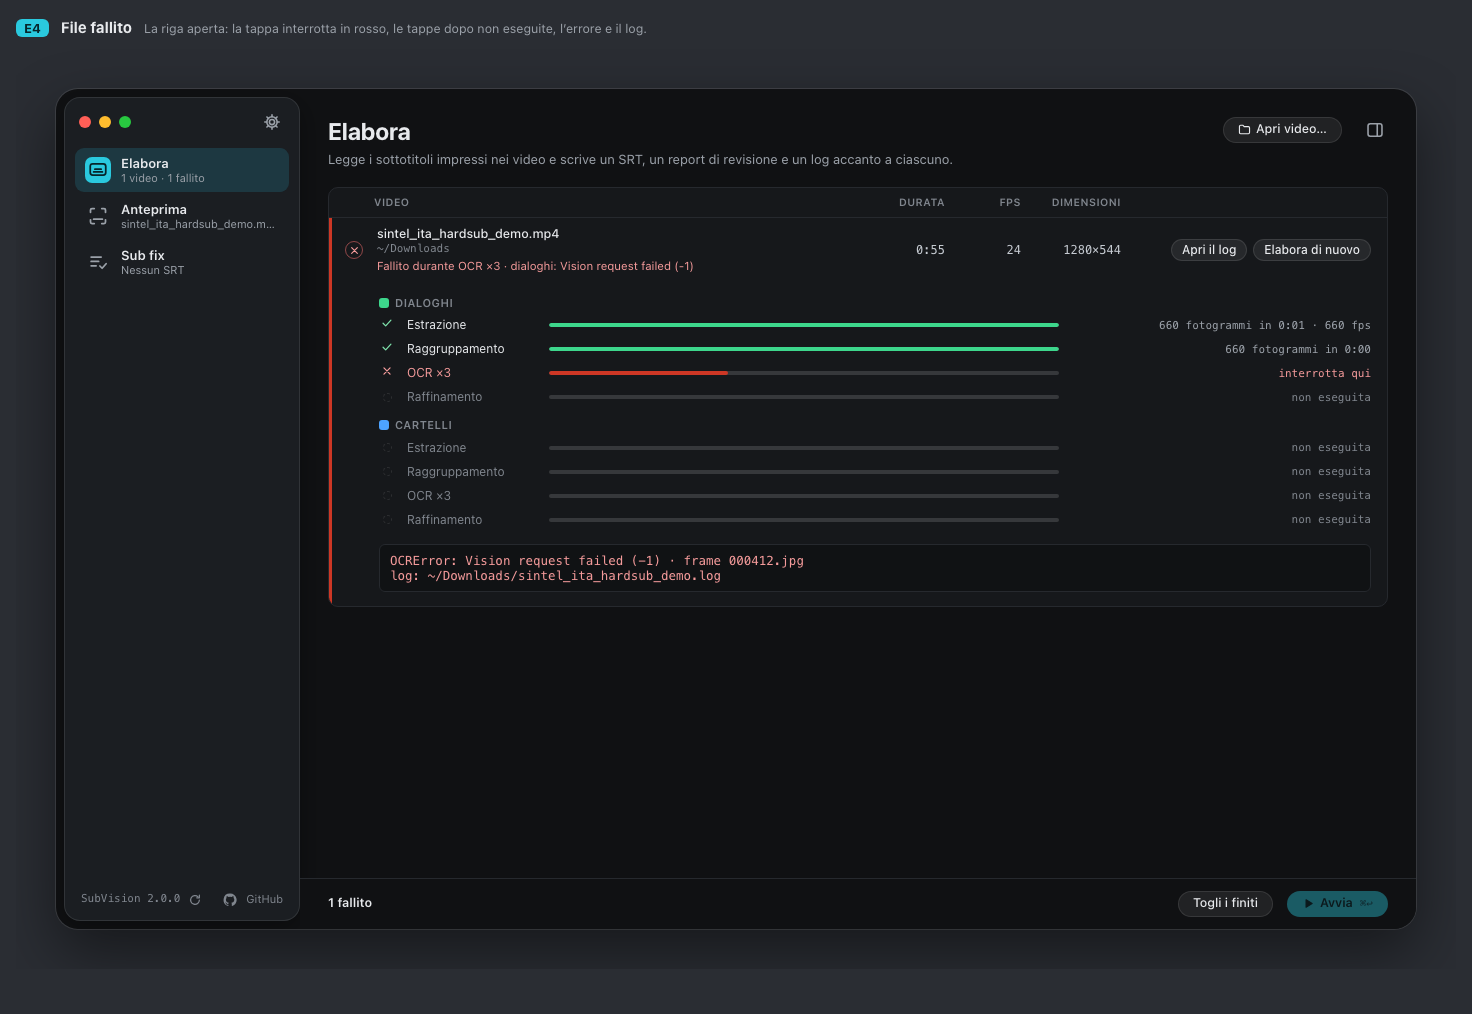 E4 File fallito La riga aperta: la tappa interrotta in rosso, le tappe dopo non eseguite, l'errore e il log.
Elabora
1 video · 1 fallito
Anteprima
sintel_ita_hardsub_demo.m...
Sub fix
Nessun SRT
SubVision 2.0.0 GitHub
Elabora
Apri video...
Legge i sottotitoli impressi nei video e scrive un SRT, un report di revisione e un log accanto a ciascuno.
VIDEO DURATA FPS DIMENSIONI
sintel_ita_hardsub_demo.mp4
~/Downloads
Fallito durante OCR ×3 · dialoghi: Vision request failed (-1)
0:55 24 1280×544 Apri il log Elabora di nuovo
DIALOGHI
Estrazione 660 fotogrammi in 0:01 · 660 fps
Raggruppamento 660 fotogrammi in 0:00
OCR ×3 interrotta qui
Raffinamento non eseguita
CARTELLI
Estrazione non eseguita
Raggruppamento non eseguita
OCR ×3 non eseguita
Raffinamento non eseguita
OCRError: Vision request failed (−1) · frame 000412.jpg
log: ~/Downloads/sintel_ita_hardsub_demo.log
1 fallito Togli i finiti Avvia ⌘↩